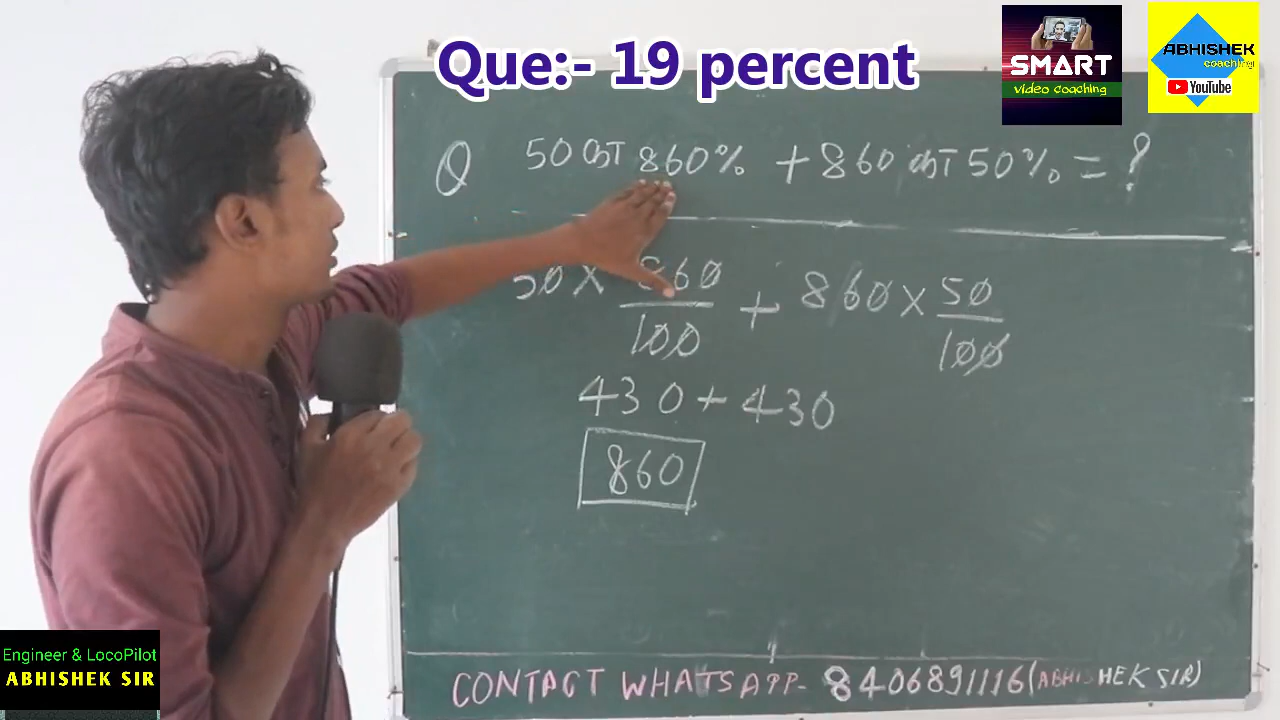 Que:- 19 percent
SMART
video coaching
ABHISHEK
coaching
YouTube
Q 50 का 860% + 860 का 50% = ?
50 × 860/100 + 860 × 50/100
430 + 430
860
Engineer & LocoPilot
ABHISHEK SIR
CONTACT WHATSAPP- 8406891116 (ABHISHEK SIR)